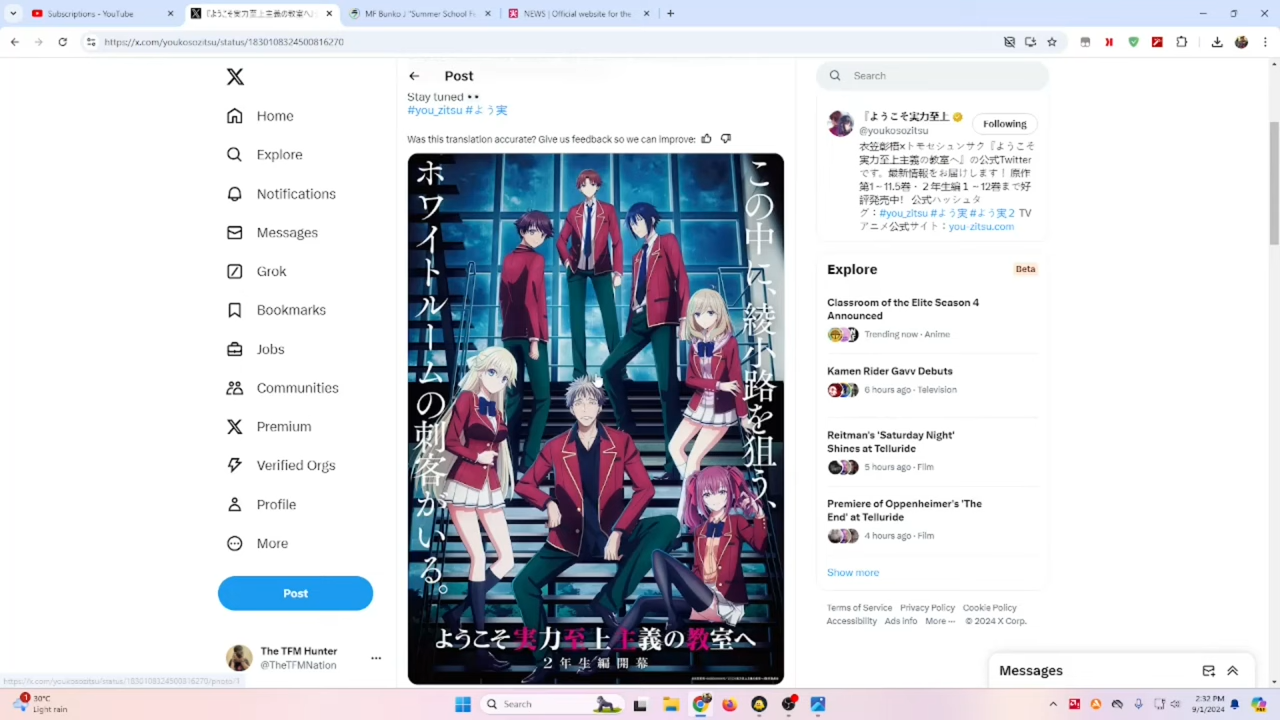 Subscriptions - YouTube
『ようこそ実力至上主義の教室へ』
MF Bunko J "Summer School F
NEWS | Official website for the
https://x.com/youkosozitsu/status/1830108324500816270
Home
Explore
Notifications
Messages
Grok
Bookmarks
Jobs
Communities
Premium
Verified Orgs
Profile
More
Post
The TFM Hunter
@TheTFMNation
Post
Stay tuned 👀
#you_zitsu #よう実
Was this translation accurate? Give us feedback so we can improve:
この中に、綾小路を狙う、
ホワイトルームの刺客がいる。
ようこそ実力至上主義の教室へ
2年生編開幕
Search
『ようこそ実力至上
@youkosozitsu
Following
衣笠彰梧×トモセシュンサク『ようこそ
実力至上主義の教室へ』の公式Twitter
です。最新情報をお届けします！原作
第1～11.5巻・２年生編１～12巻まで好
評発売中！ 公式ハッシュタ
グ：#you_zitsu #よう実 #よう実２ TV
アニメ公式サイト：you-zitsu.com
Explore
Beta
Classroom of the Elite Season 4
Announced
Trending now · Anime
Kamen Rider Gavv Debuts
6 hours ago · Television
Reitman's 'Saturday Night'
Shines at Telluride
5 hours ago · Film
Premiere of Oppenheimer's 'The
End' at Telluride
4 hours ago · Film
Show more
Terms of Service Privacy Policy Cookie Policy
Accessibility Ads info More ··· © 2024 X Corp.
Messages
https://x.com/youkosozitsu/status/1830108324500816270/photo/1
30°C
Light rain
Search
2:37 PM
9/1/2024